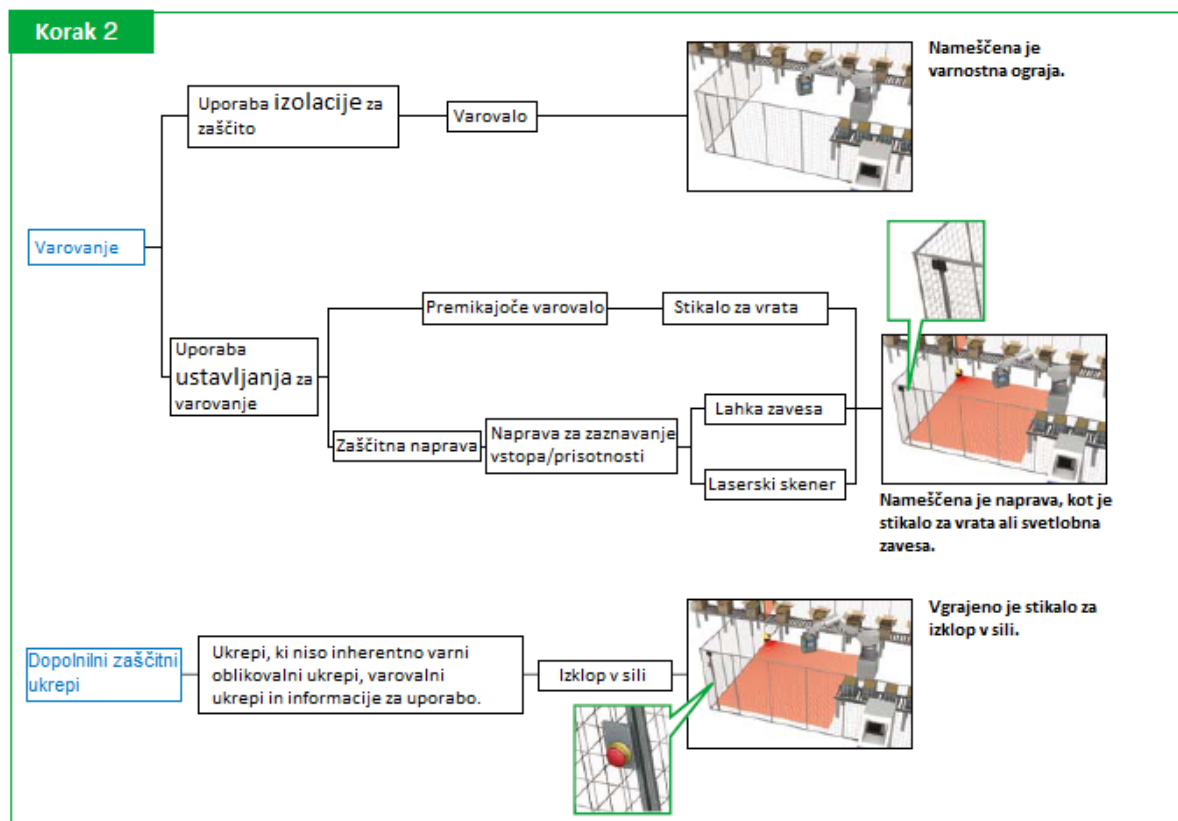 Korak 2
Nameščena je
varnostna ograja.
Uporaba izolacije za
zaščito
Varovalo
Varovanje
Premikajoče varovalo
Stikalo za vrata
Uporaba
ustavljanja za
varovanje
Lahka zavesa
Zaščitna naprava
Naprava za zaznavanje
vstopa/prisotnosti
Laserski skener
Nameščena je naprava, kot je
stikalo za vrata ali svetlobna
zavesa.
Vgrajeno je stikalo za
izklop v sili.
Dopolnilni zaščitni
ukrepi
Ukrepi, ki niso inherentno varni
oblikovalni ukrepi, varovalni
ukrepi in informacije za uporabo.
Izklop v sili